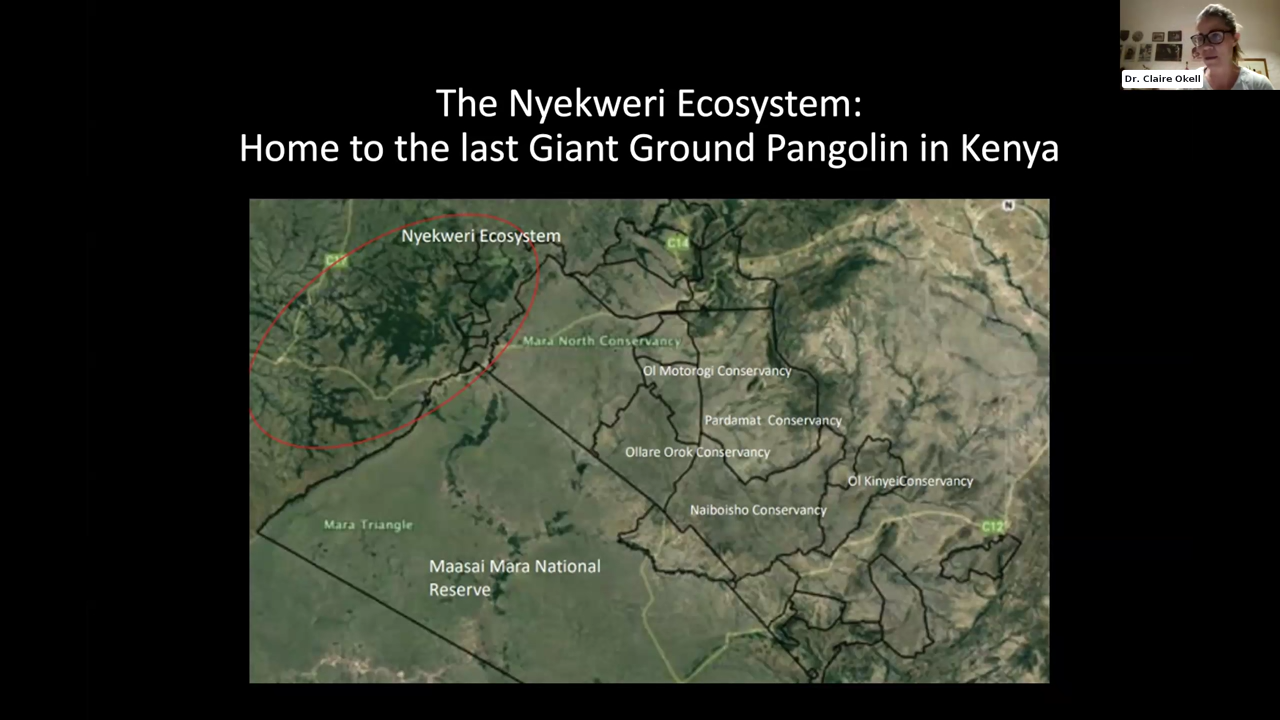 Dr. Claire Okell
The Nyekweri Ecosystem:
Home to the last Giant Ground Pangolin in Kenya
N
Nyekweri Ecosystem
C14
Mara North Conservancy
Ol Motorogi Conservancy
Pardamat Conservancy
Ollare Orok Conservancy
Ol KinyeiConservancy
Naiboisho Conservancy
Mara Triangle
C12
Maasai Mara National
Reserve